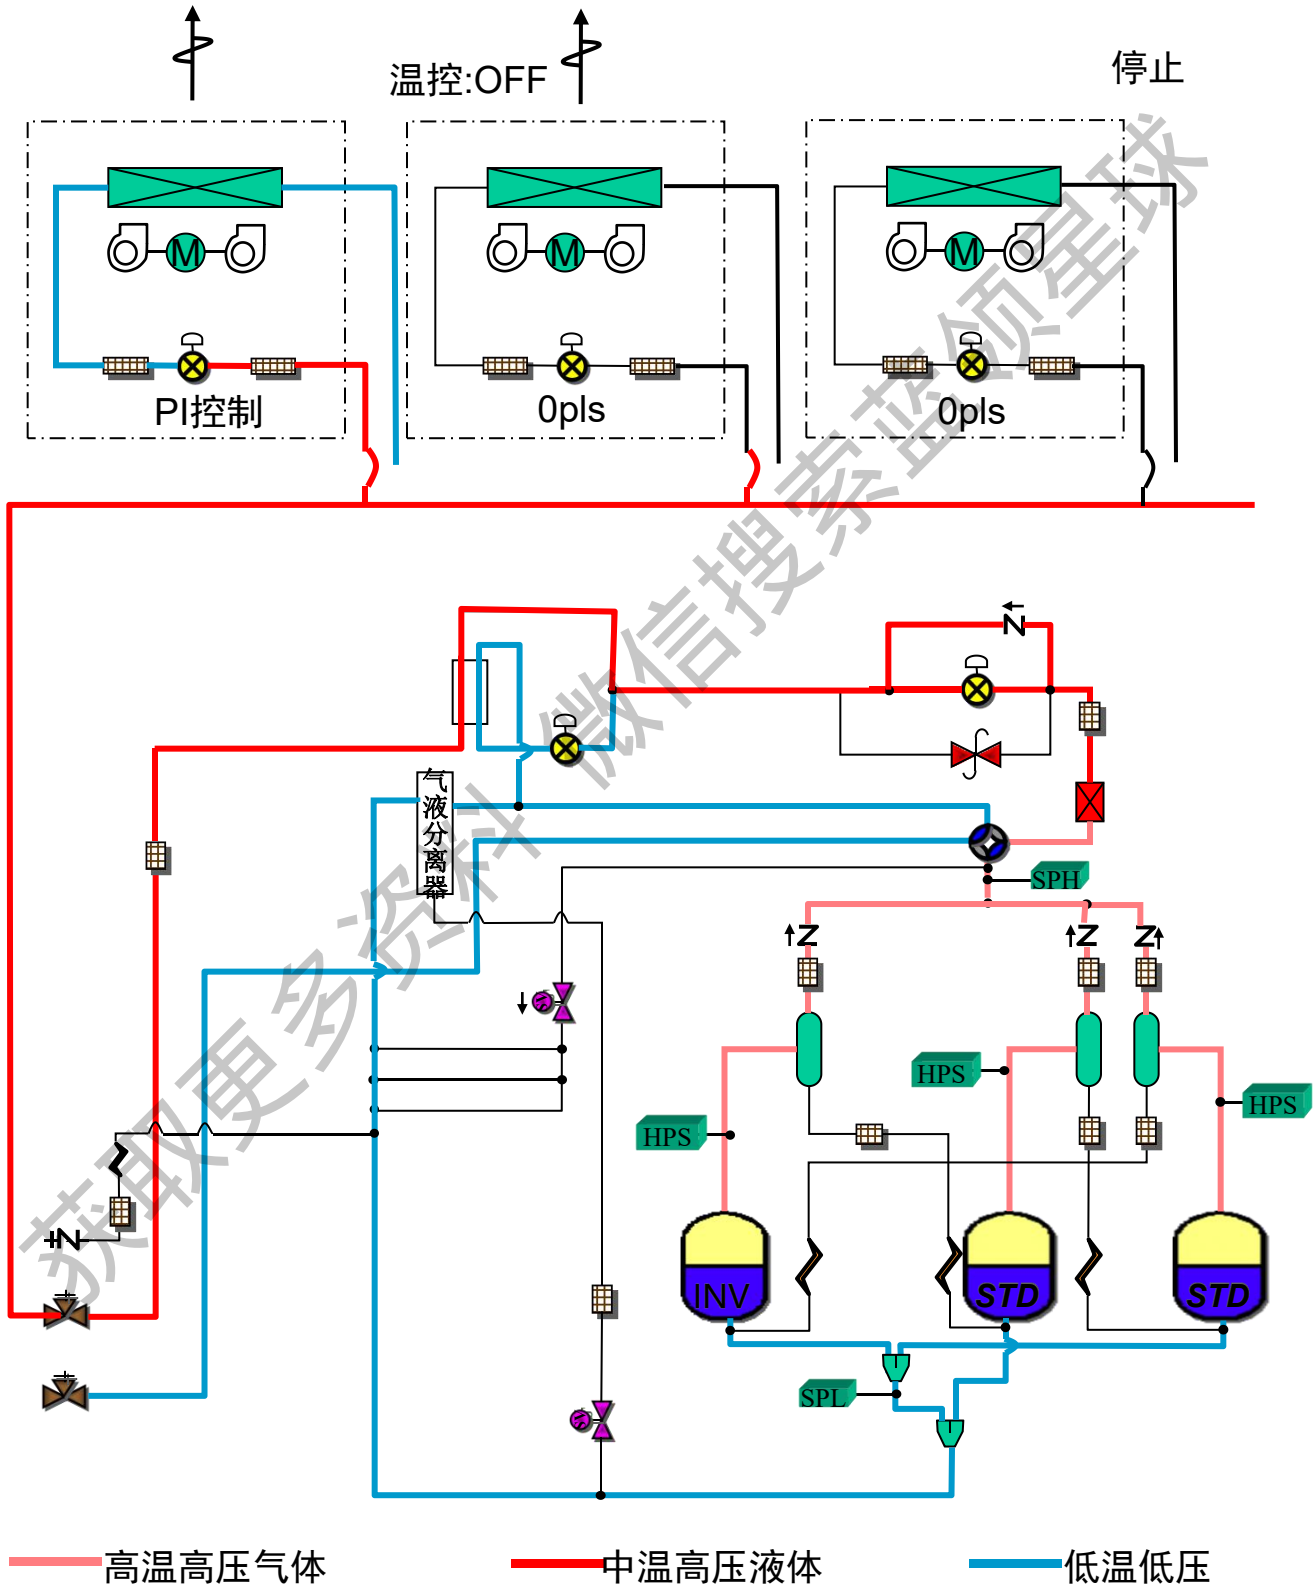 温控:OFF
停止
M
M
M
PI控制
0pls
0pls
气液分离器
SPH
HPS
HPS
HPS
INV
STD
STD
SPL
高温高压气体
中温高压液体
低温低压
获取更多资料 微信搜索蓝领星球